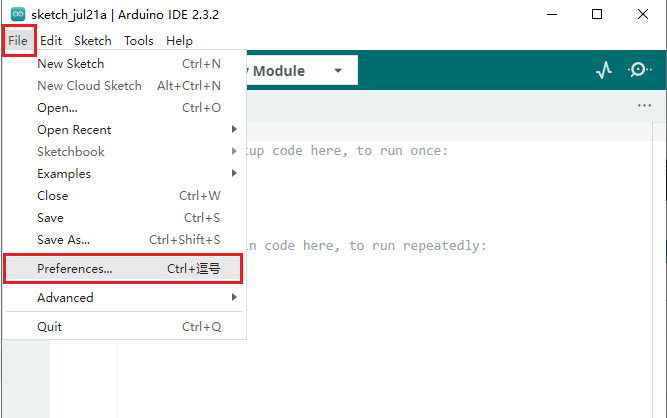 sketch_jul21a | Arduino IDE 2.3.2
File Edit Sketch Tools Help
New Sketch Ctrl+N
New Cloud Sketch Alt+Ctrl+N
Open... Ctrl+O
Open Recent
Sketchbook
Examples
Close Ctrl+W
Save Ctrl+S
Save As... Ctrl+Shift+S
Preferences... Ctrl+逗号
Advanced
Quit Ctrl+Q
Module
code here, to run once:
code here, to run repeatedly: